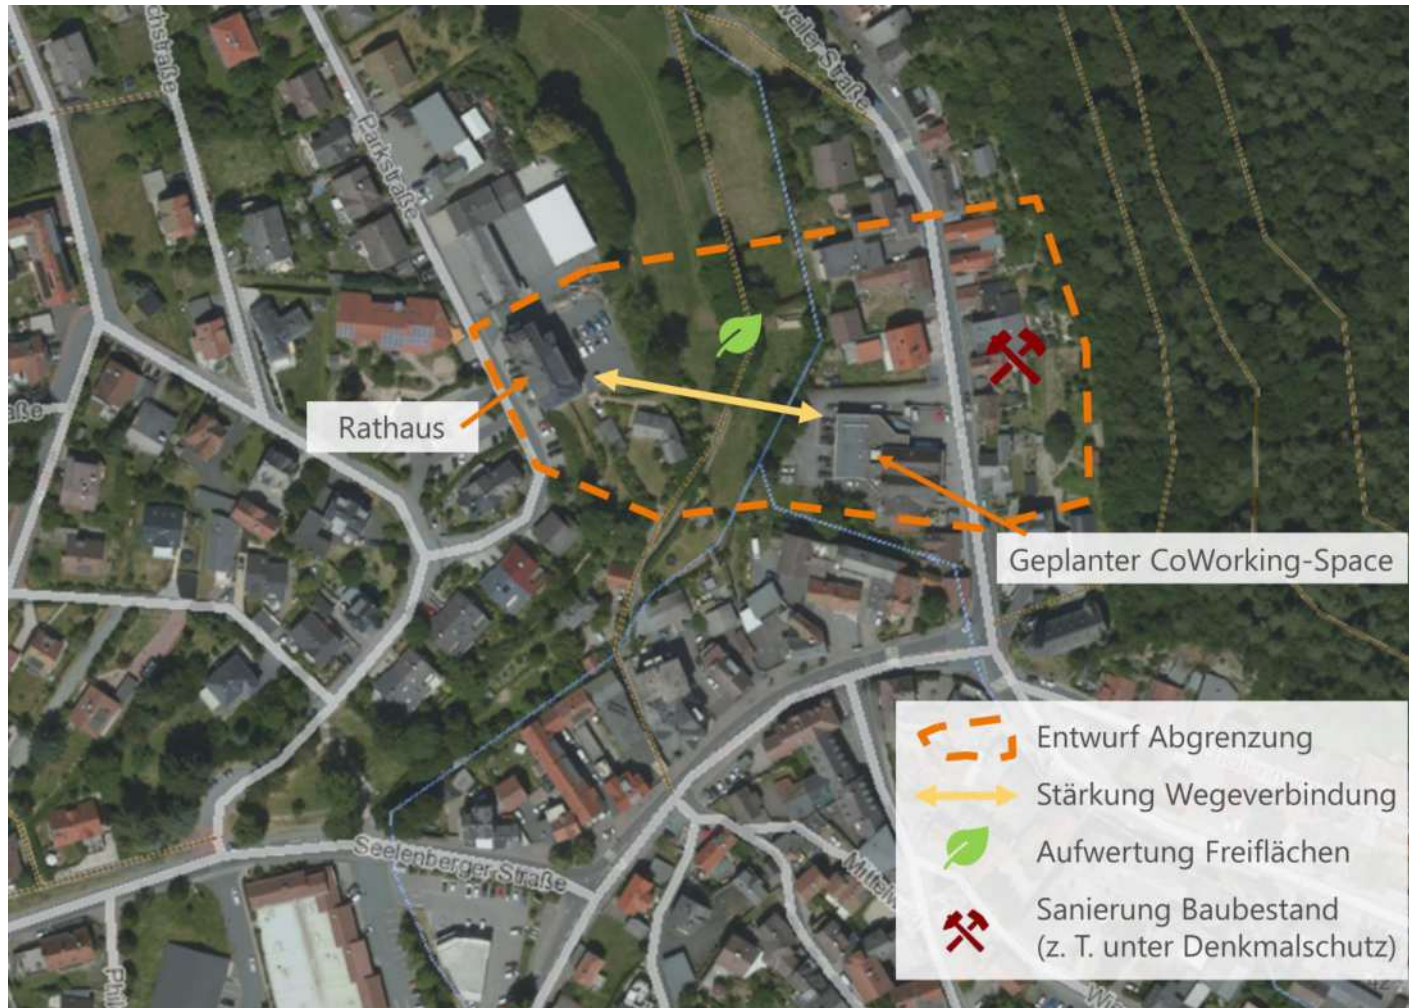 Parkstraße
Rathaus
Geplanter CoWorking-Space
Entwurf Abgrenzung
Stärkung Wegeverbindung
Aufwertung Freiflächen
Sanierung Baubestand
(z. T. unter Denkmalschutz)
Seelenberger Straße